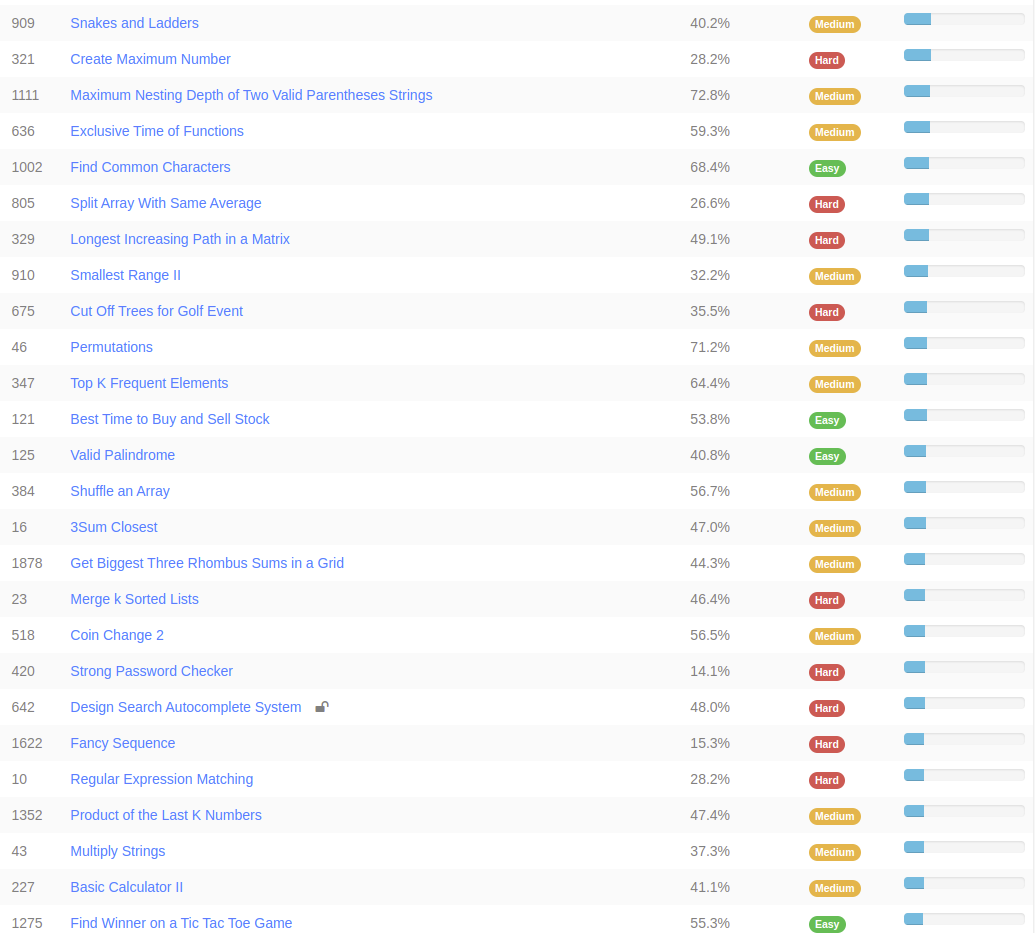 909 Snakes and Ladders 40.2% Medium
321 Create Maximum Number 28.2% Hard
1111 Maximum Nesting Depth of Two Valid Parentheses Strings 72.8% Medium
636 Exclusive Time of Functions 59.3% Medium
1002 Find Common Characters 68.4% Easy
805 Split Array With Same Average 26.6% Hard
329 Longest Increasing Path in a Matrix 49.1% Hard
910 Smallest Range II 32.2% Medium
675 Cut Off Trees for Golf Event 35.5% Hard
46 Permutations 71.2% Medium
347 Top K Frequent Elements 64.4% Medium
121 Best Time to Buy and Sell Stock 53.8% Easy
125 Valid Palindrome 40.8% Easy
384 Shuffle an Array 56.7% Medium
16 3Sum Closest 47.0% Medium
1878 Get Biggest Three Rhombus Sums in a Grid 44.3% Medium
23 Merge k Sorted Lists 46.4% Hard
518 Coin Change 2 56.5% Medium
420 Strong Password Checker 14.1% Hard
642 Design Search Autocomplete System 48.0% Hard
1622 Fancy Sequence 15.3% Hard
10 Regular Expression Matching 28.2% Hard
1352 Product of the Last K Numbers 47.4% Medium
43 Multiply Strings 37.3% Medium
227 Basic Calculator II 41.1% Medium
1275 Find Winner on a Tic Tac Toe Game 55.3% Easy